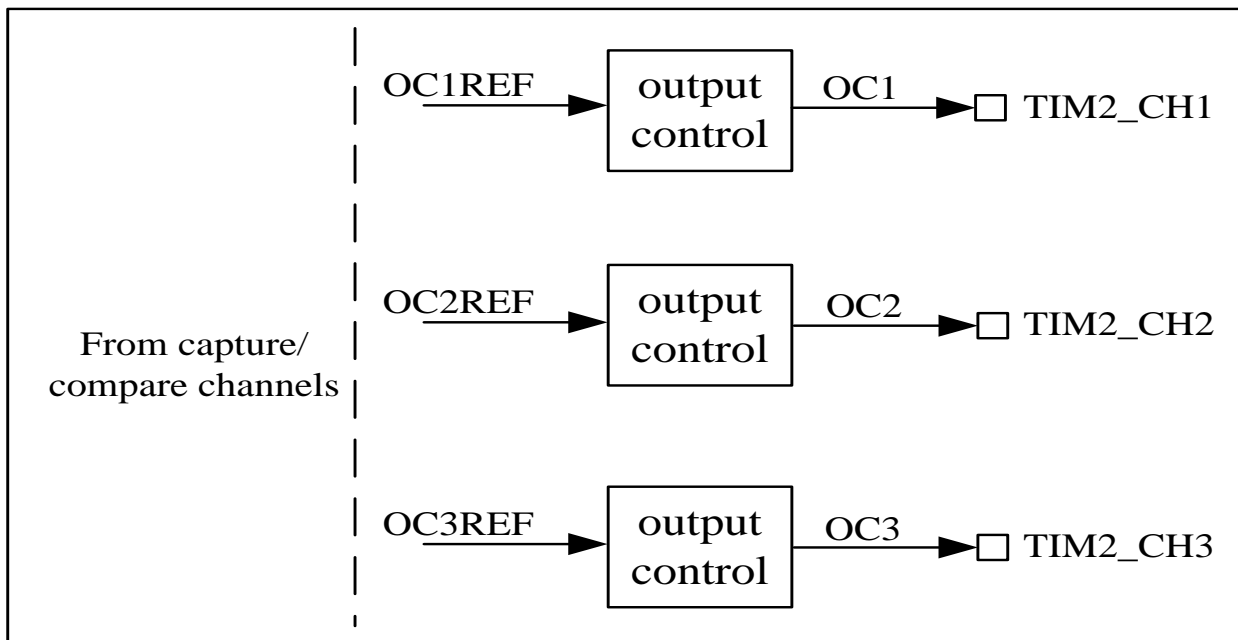 OC1REF
output
control
OC1
TIM2_CH1
From capture/
compare channels
OC2REF
output
control
OC2
TIM2_CH2
OC3REF
output
control
OC3
TIM2_CH3